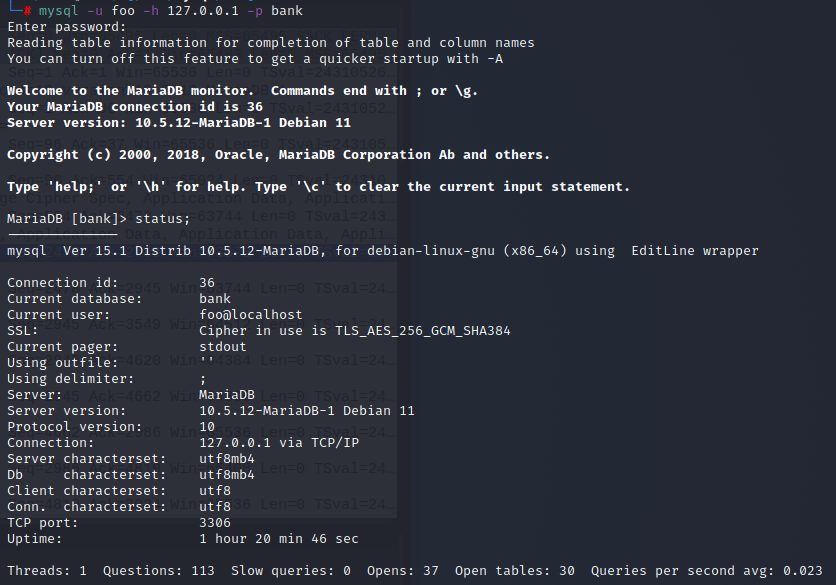 └─# mysql -u foo -h 127.0.0.1 -p bank
Enter password:
Reading table information for completion of table and column names
You can turn off this feature to get a quicker startup with -A
Welcome to the MariaDB monitor.  Commands end with ; or \g.
Your MariaDB connection id is 36
Server version: 10.5.12-MariaDB-1 Debian 11
Copyright (c) 2000, 2018, Oracle, MariaDB Corporation Ab and others.
Type 'help;' or '\h' for help. Type '\c' to clear the current input statement.
MariaDB [bank]> status;
--------------
mysql  Ver 15.1 Distrib 10.5.12-MariaDB, for debian-linux-gnu (x86_64) using  EditLine wrapper
Connection id:          36
Current database:       bank
Current user:           foo@localhost
SSL:                    Cipher in use is TLS_AES_256_GCM_SHA384
Current pager:          stdout
Using outfile:          ''
Using delimiter:        ;
Server:                 MariaDB
Server version:         10.5.12-MariaDB-1 Debian 11
Protocol version:       10
Connection:             127.0.0.1 via TCP/IP
Server characterset:    utf8mb4
Db     characterset:    utf8mb4
Client characterset:    utf8
Conn.  characterset:    utf8
TCP port:               3306
Uptime:                 1 hour 20 min 46 sec
Threads: 1  Questions: 113  Slow queries: 0  Opens: 37  Open tables: 30  Queries per second avg: 0.023